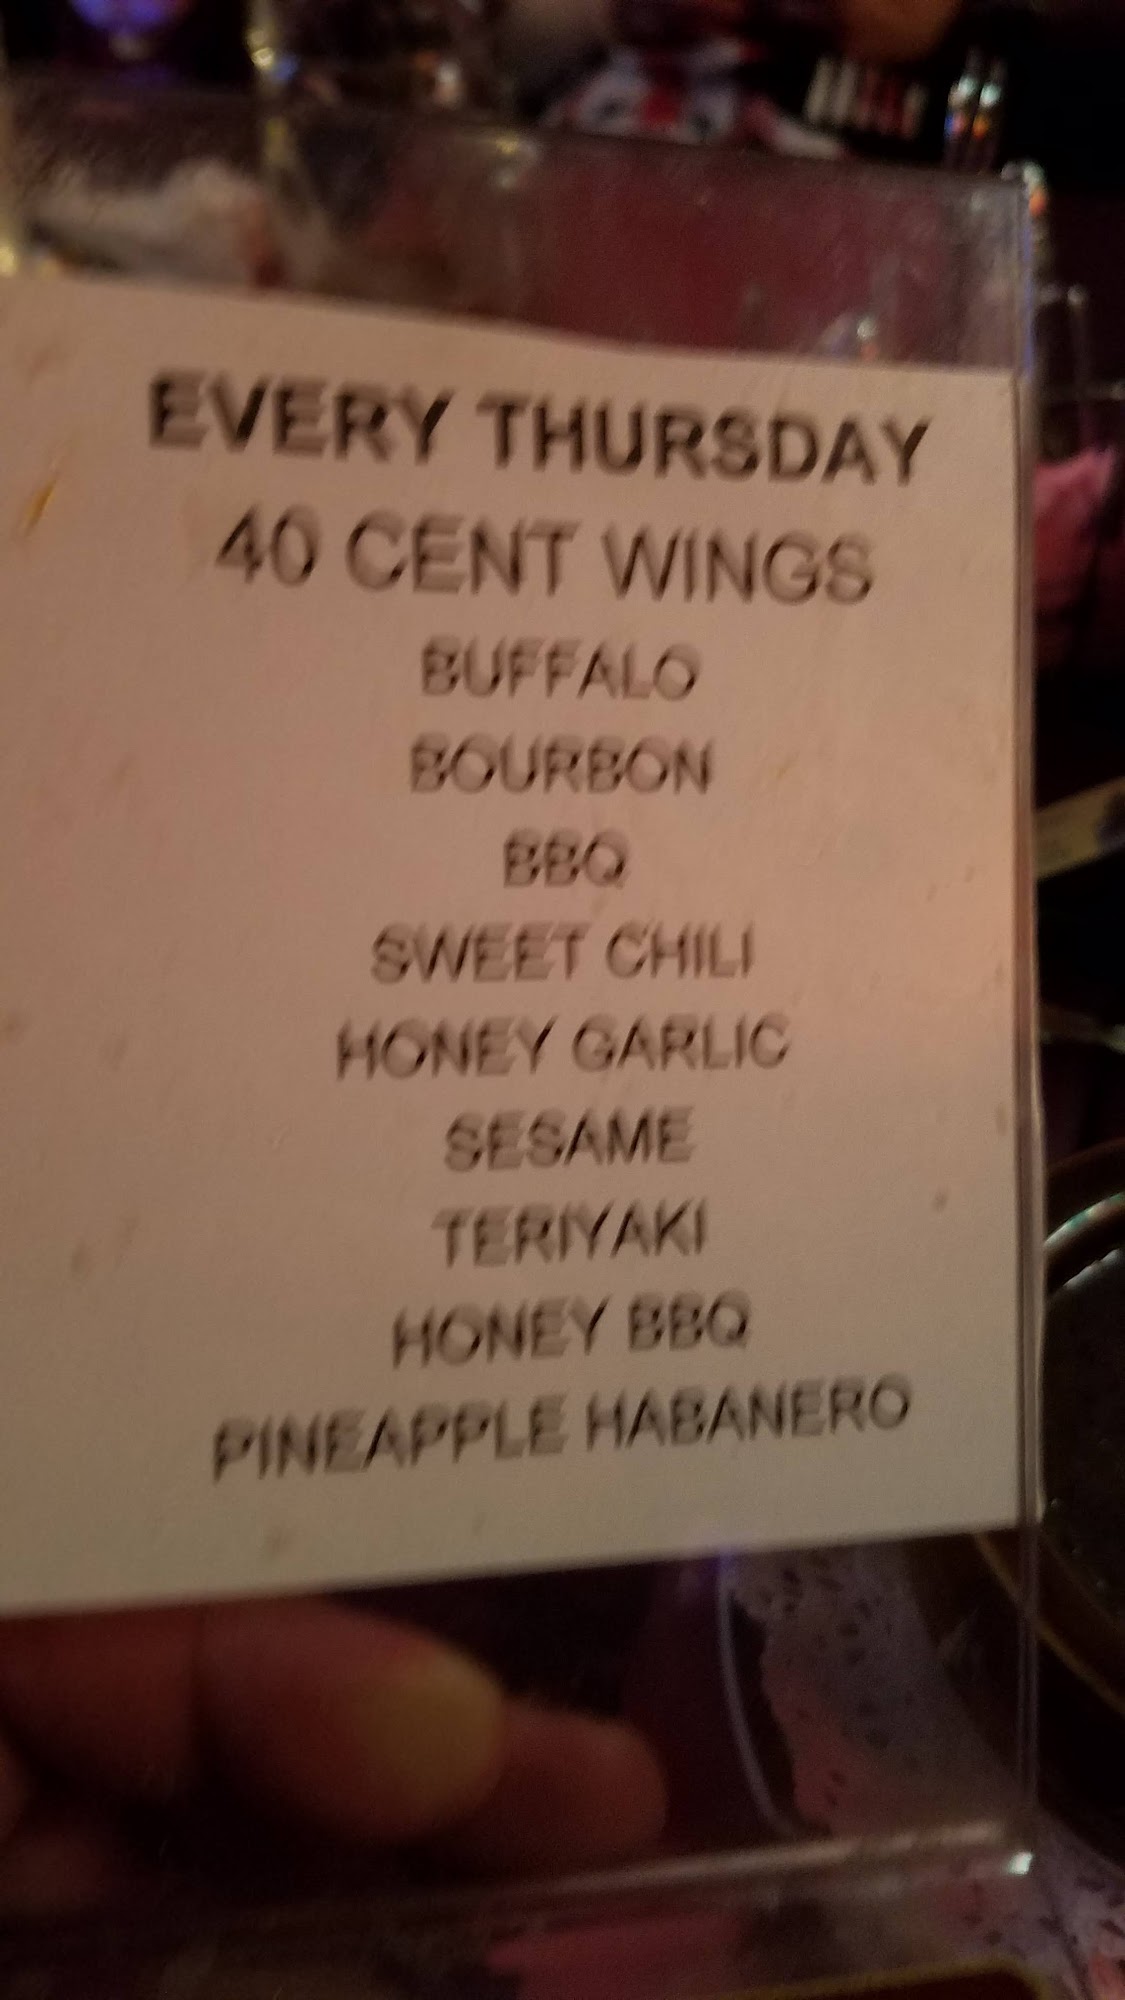 EVERY THURSDAY
40 CENT WINGS
BUFFALO
BOURBON
BBQ
SWEET CHILI
HONEY GARLIC
SESAME
TERIYAKI
HONEY BBQ
PINEAPPLE HABANERO